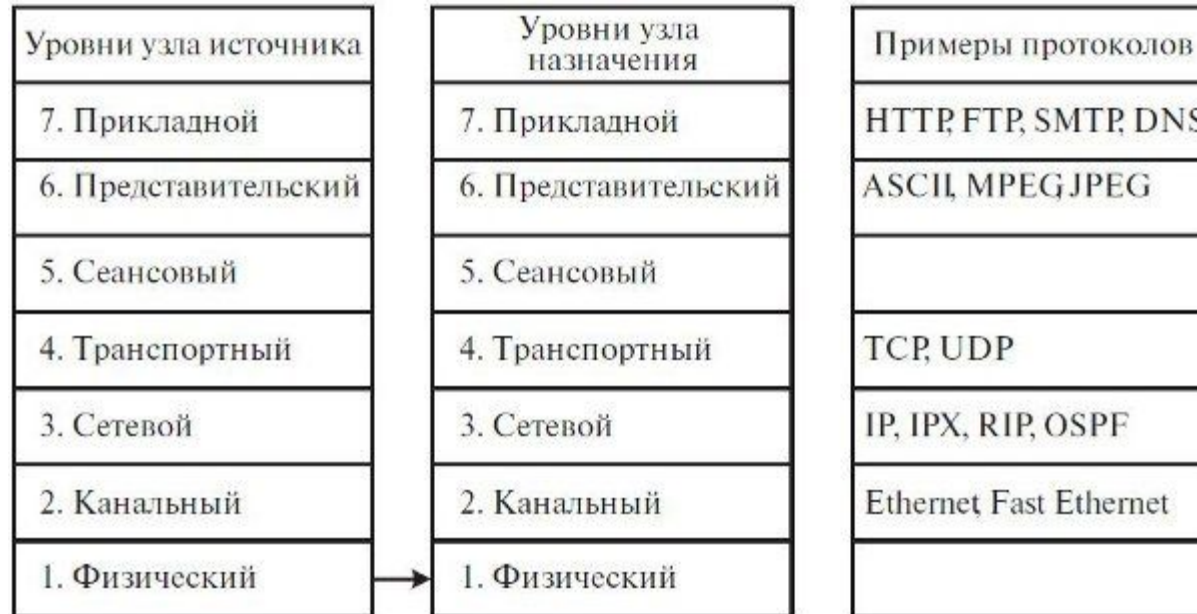 Уровни узла источника
7. Прикладной
6. Представительский
5. Сеансовый
4. Транспортный
3. Сетевой
2. Канальный
1. Физический
Уровни узла
назначения
7. Прикладной
6. Представительский
5. Сеансовый
4. Транспортный
3. Сетевой
2. Канальный
1. Физический
Примеры протоколов
HTTP, FTP, SMTP, DNS
ASCII, MPEG, JPEG
TCP, UDP
IP, IPX, RIP, OSPF
Ethernet, Fast Ethernet